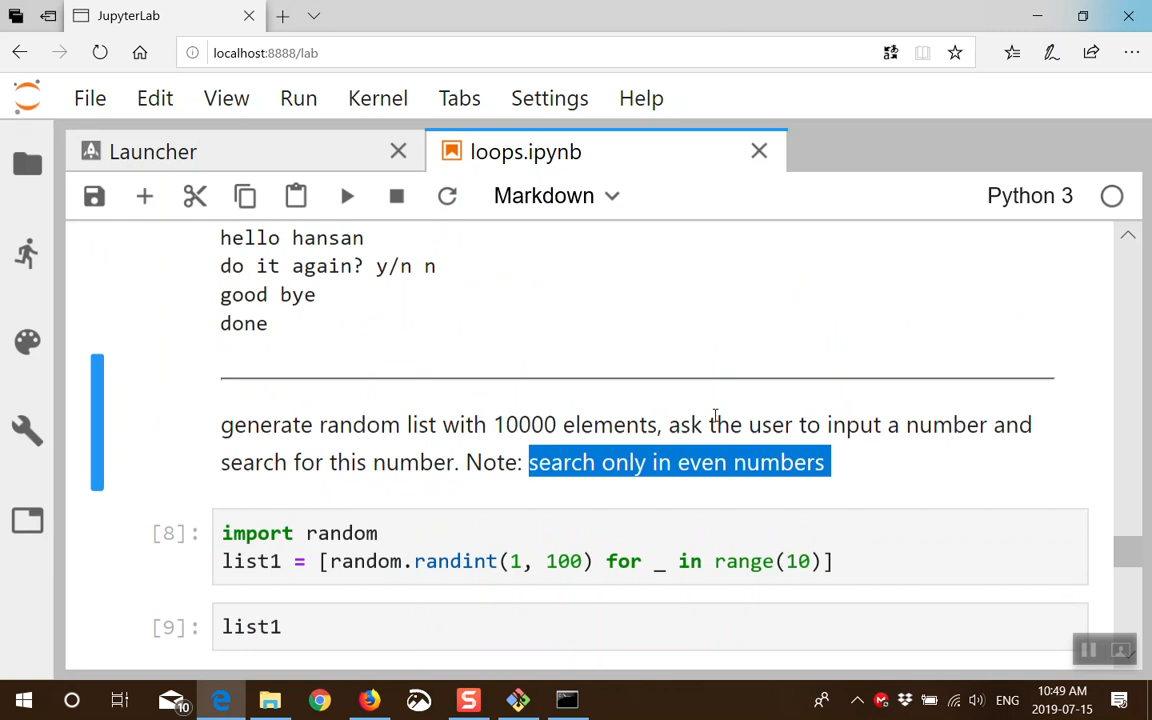 JupyterLab
localhost:8888/lab
File Edit View Run Kernel Tabs Settings Help
Launcher
loops.ipynb
Markdown
Python 3
hello hansan
do it again? y/n n
good bye
done
generate random list with 10000 elements, ask the user to input a number and
search for this number. Note: search only in even numbers
[8]:
import random
list1 = [random.randint(1, 100) for _ in range(10)]
[9]:
list1
10
ENG
10:49 AM
2019-07-15